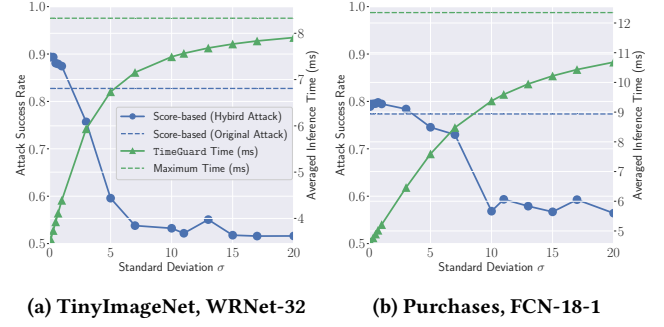 1.0
0.9
0.8
0.7
0.6
0.5
Attack Success Rate
0
5
10
15
20
Standard Deviation σ
8
7
6
5
4
Averaged Inference Time (ms)
Score-based (Hybird Attack)
Score-based (Original Attack)
TimeGuard Time (ms)
Maximum Time (ms)
(a) TinyImageNet, WRNet-32
1.0
0.9
0.8
0.7
0.6
0.5
Attack Success Rate
0
5
10
15
20
Standard Deviation σ
12
11
10
9
8
7
6
5
Averaged Inference Time (ms)
(b) Purchases, FCN-18-1